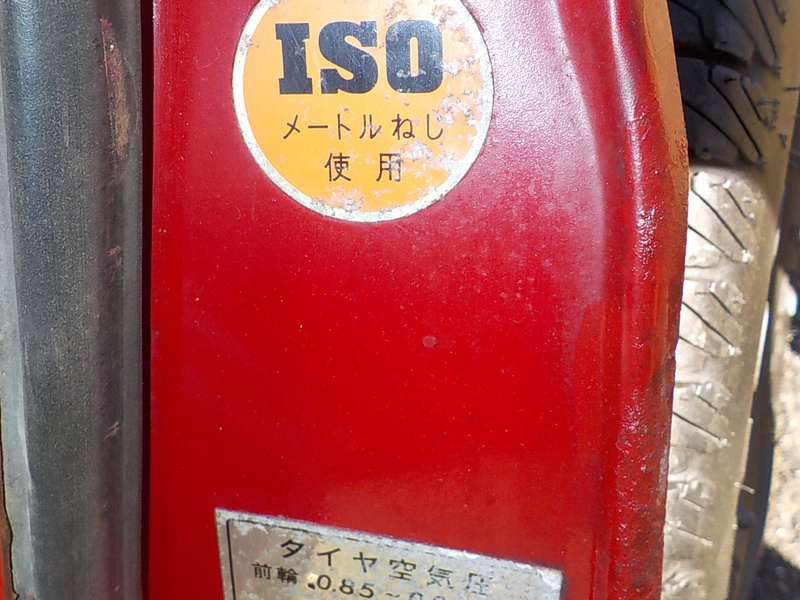 ISO
メートルねじ
使用
タイヤ空気圧
前輪 0.85～